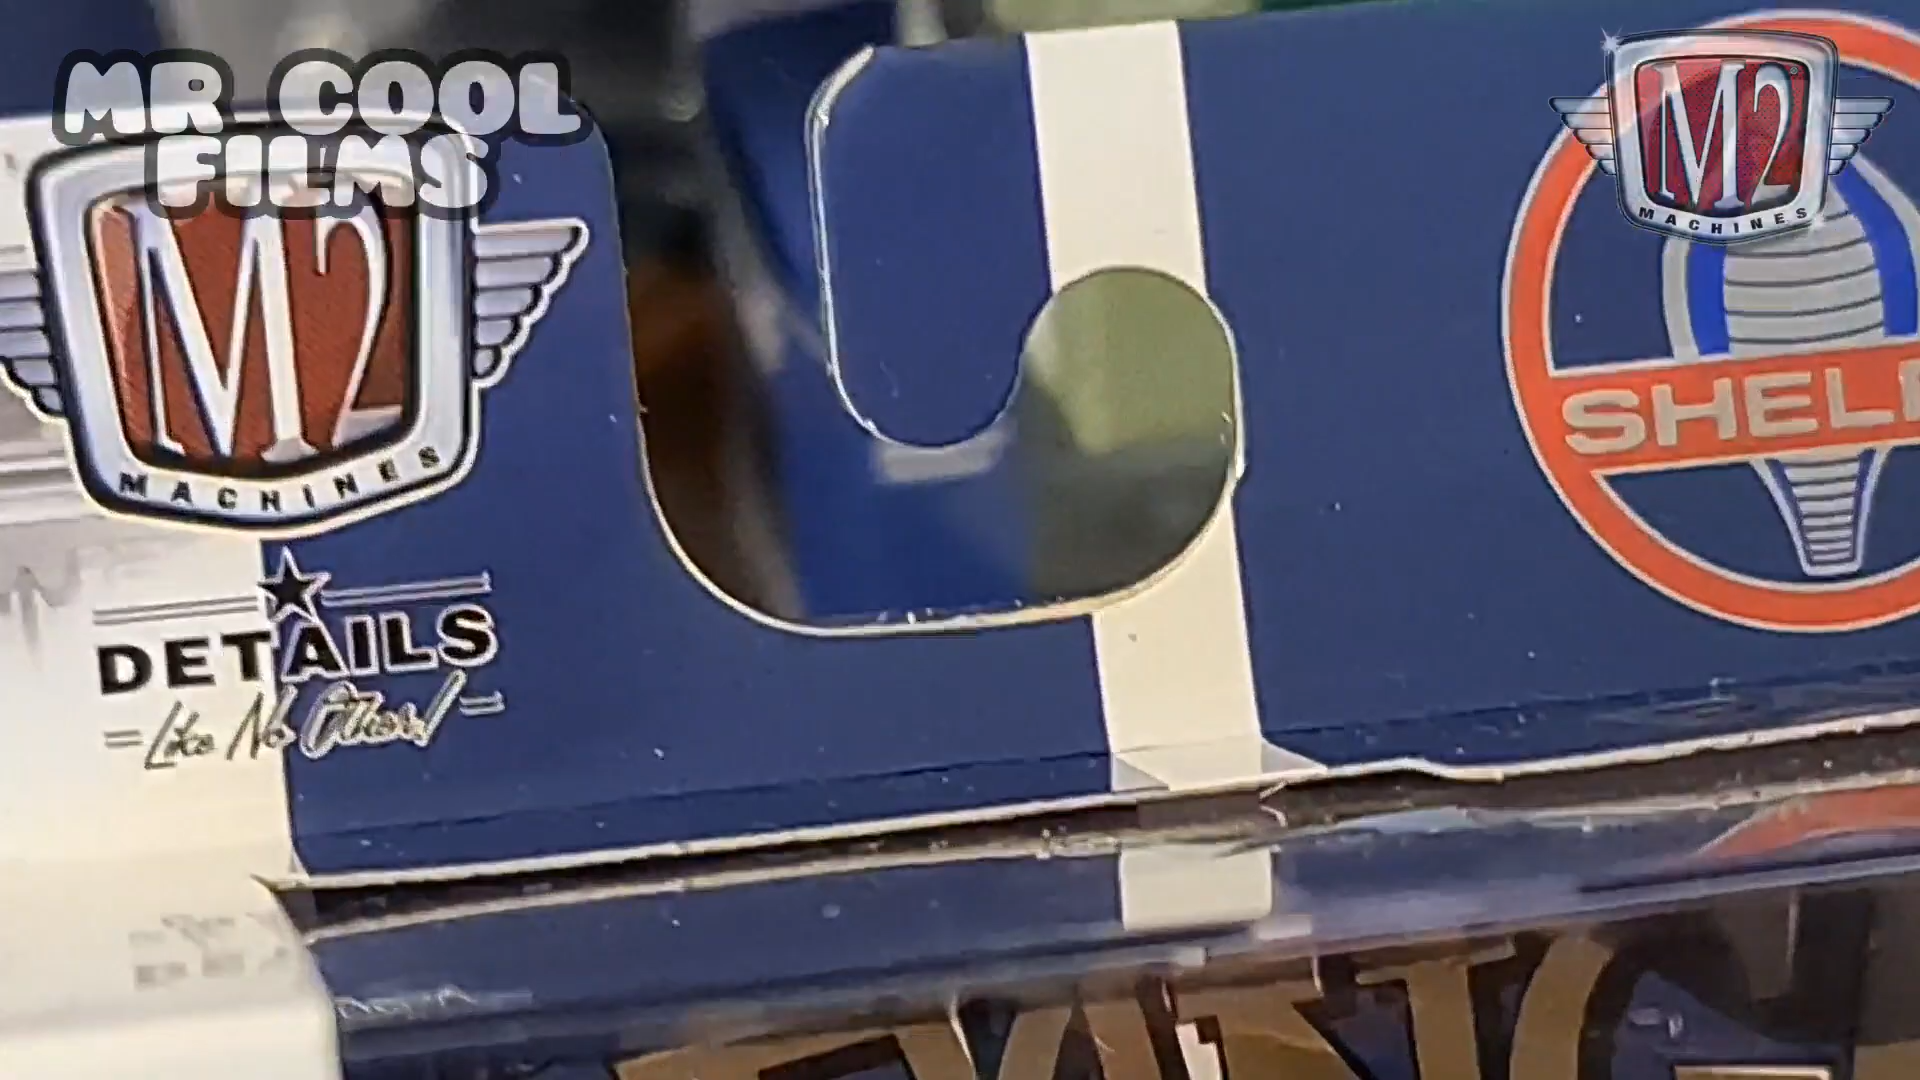 MR COOL
FILMS
M2
MACHINES
DETAILS
Like No Other!
M2
MACHINES
SHEL